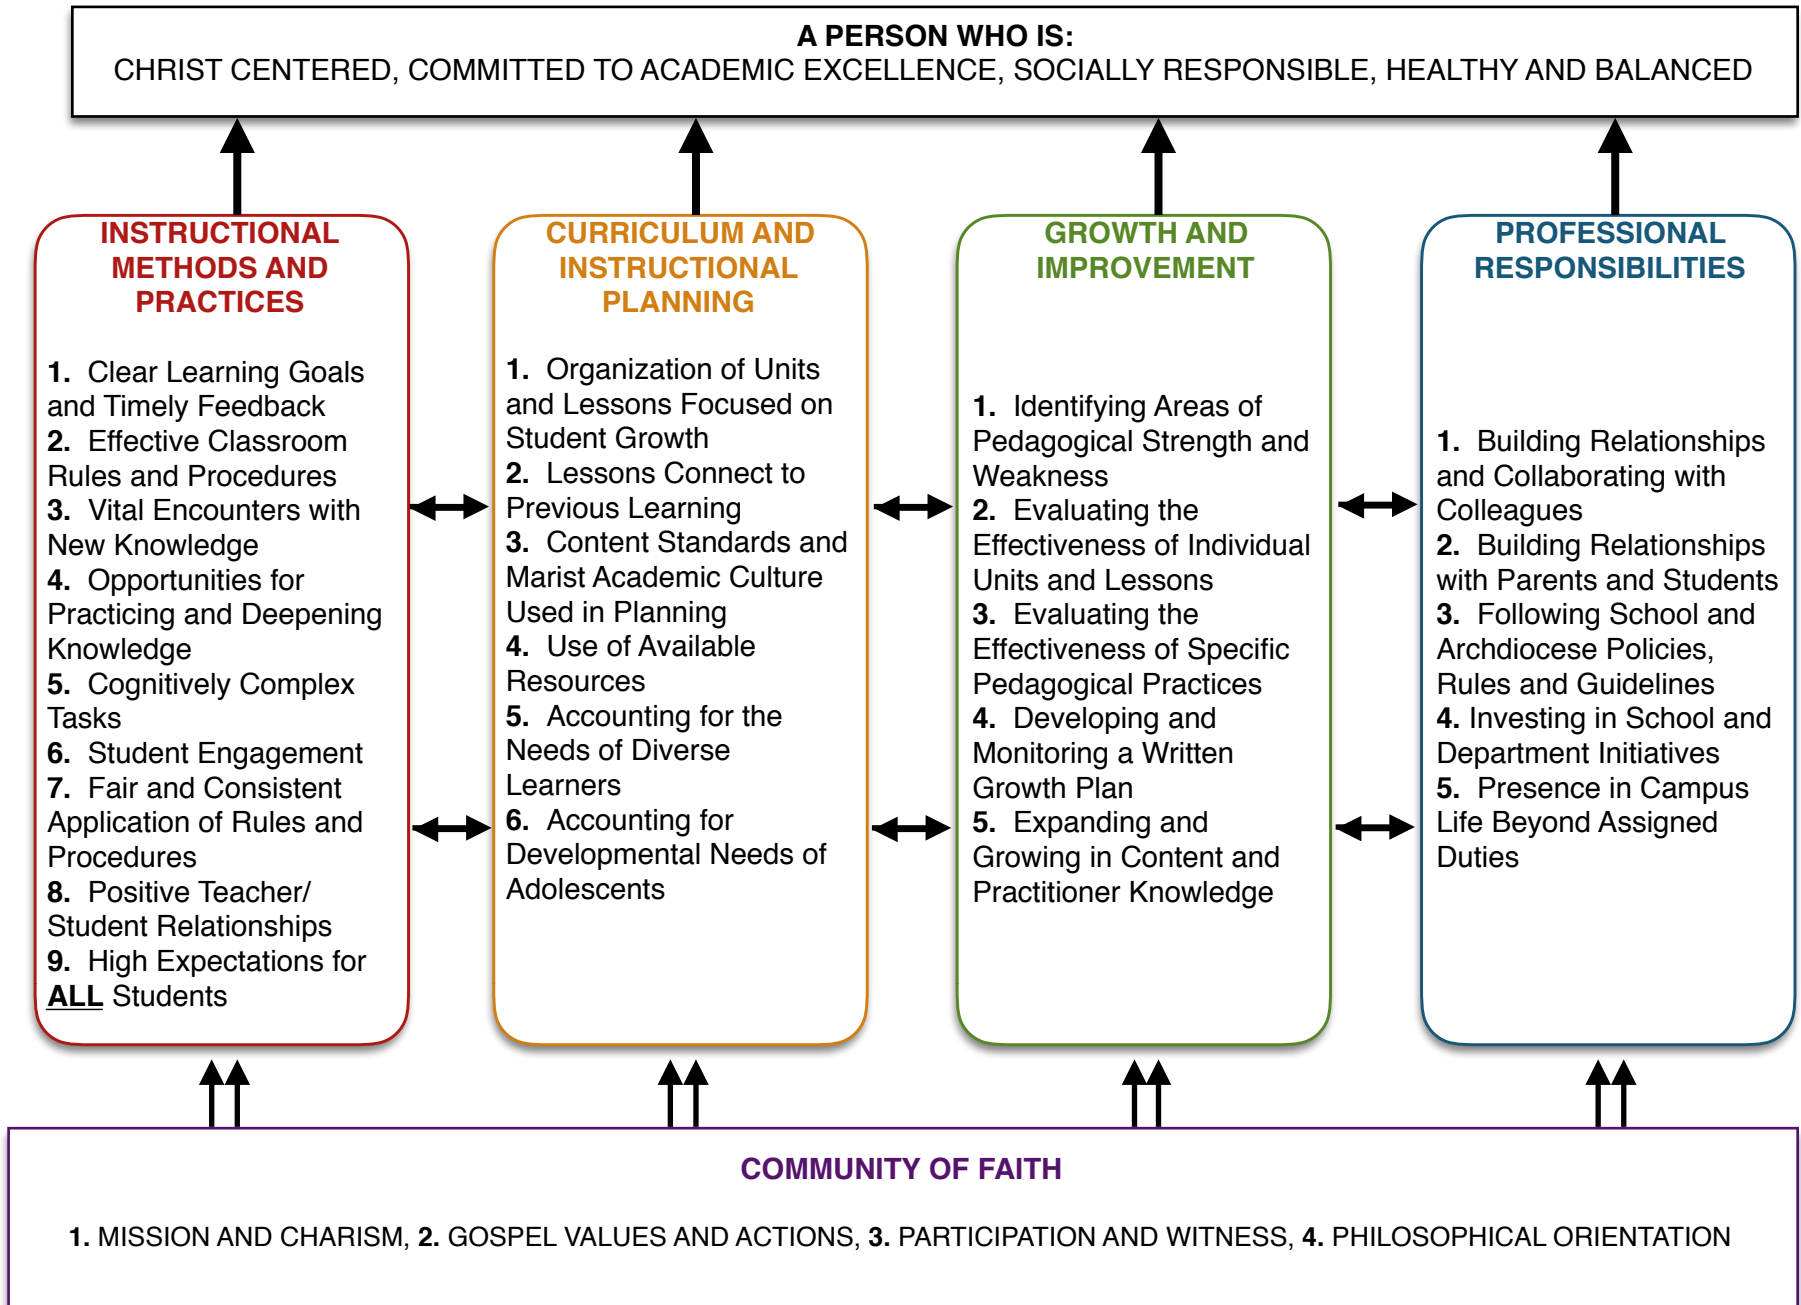 A PERSON WHO IS:
CHRIST CENTERED, COMMITTED TO ACADEMIC EXCELLENCE, SOCIALLY RESPONSIBLE, HEALTHY AND BALANCED
INSTRUCTIONAL
METHODS AND
PRACTICES
1. Clear Learning Goals
and Timely Feedback
2. Effective Classroom
Rules and Procedures
3. Vital Encounters with
New Knowledge
4. Opportunities for
Practicing and Deepening
Knowledge
5. Cognitively Complex
Tasks
6. Student Engagement
7. Fair and Consistent
Application of Rules and
Procedures
8. Positive Teacher/
Student Relationships
9. High Expectations for
ALL Students
CURRICULUM AND
INSTRUCTIONAL
PLANNING
1. Organization of Units
and Lessons Focused on
Student Growth
2. Lessons Connect to
Previous Learning
3. Content Standards and
Marist Academic Culture
Used in Planning
4. Use of Available
Resources
5. Accounting for the
Needs of Diverse
Learners
6. Accounting for
Developmental Needs of
Adolescents
GROWTH AND
IMPROVEMENT
1. Identifying Areas of
Pedagogical Strength and
Weakness
2. Evaluating the
Effectiveness of Individual
Units and Lessons
3. Evaluating the
Effectiveness of Specific
Pedagogical Practices
4. Developing and
Monitoring a Written
Growth Plan
5. Expanding and
Growing in Content and
Practitioner Knowledge
PROFESSIONAL
RESPONSIBILITIES
1. Building Relationships
and Collaborating with
Colleagues
2. Building Relationships
with Parents and Students
3. Following School and
Archdiocese Policies,
Rules and Guidelines
4. Investing in School and
Department Initiatives
5. Presence in Campus
Life Beyond Assigned
Duties
COMMUNITY OF FAITH
1. MISSION AND CHARISM, 2. GOSPEL VALUES AND ACTIONS, 3. PARTICIPATION AND WITNESS, 4. PHILOSOPHICAL ORIENTATION